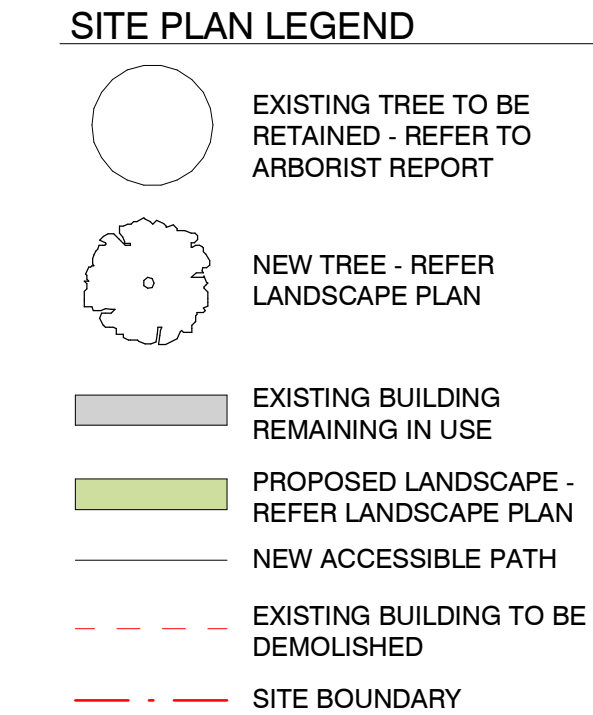 SITE PLAN LEGEND
EXISTING TREE TO BE
RETAINED - REFER TO
ARBORIST REPORT
NEW TREE - REFER
LANDSCAPE PLAN
EXISTING BUILDING
REMAINING IN USE
PROPOSED LANDSCAPE -
REFER LANDSCAPE PLAN
NEW ACCESSIBLE PATH
EXISTING BUILDING TO BE
DEMOLISHED
SITE BOUNDARY